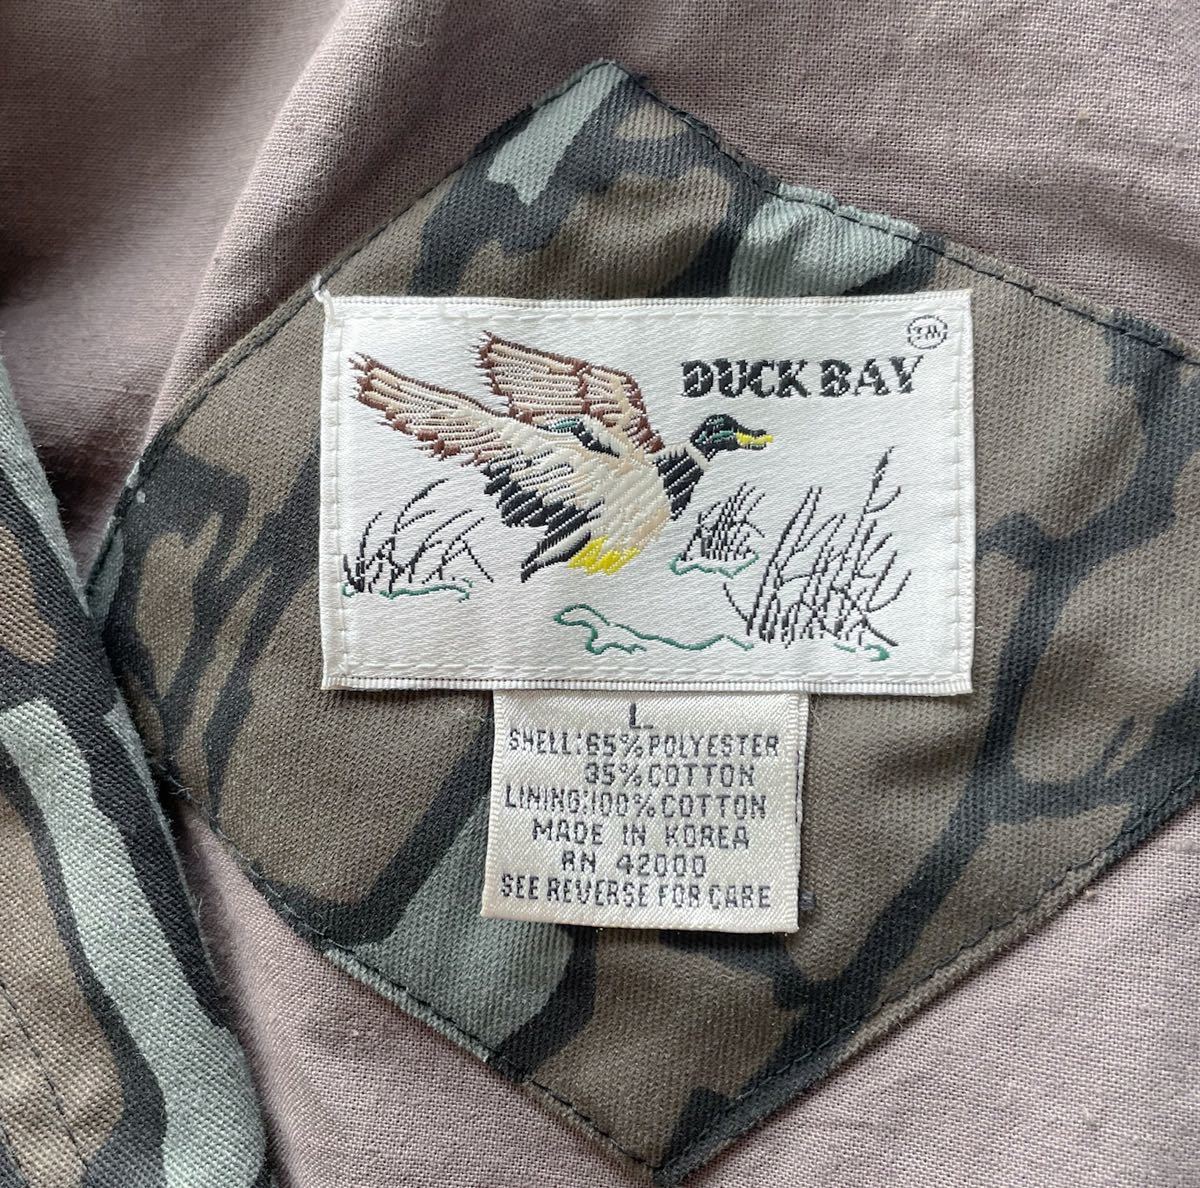 TM
DUCK BAY
L
SHELL:65%POLYESTER
35%COTTON
LINING:100%COTTON
MADE IN KOREA
RN 42000
SEE REVERSE FOR CARE